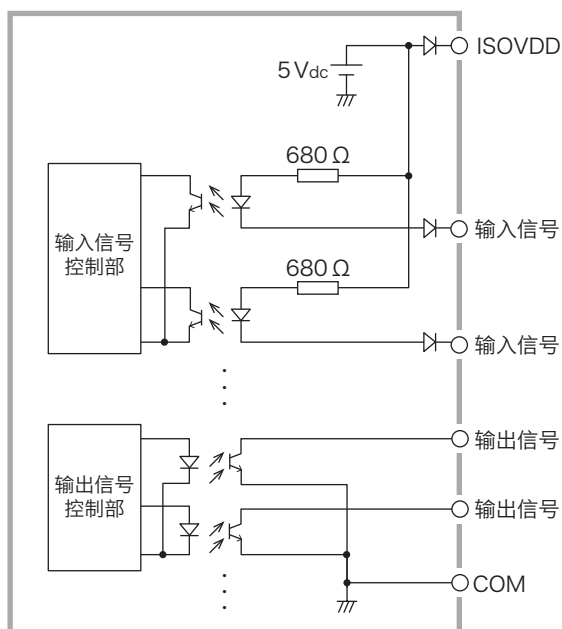 ISOVDD
5 Vdc
680 Ω
输入信号
输入信号
控制部
680 Ω
输入信号
输出信号
输出信号
控制部
输出信号
COM